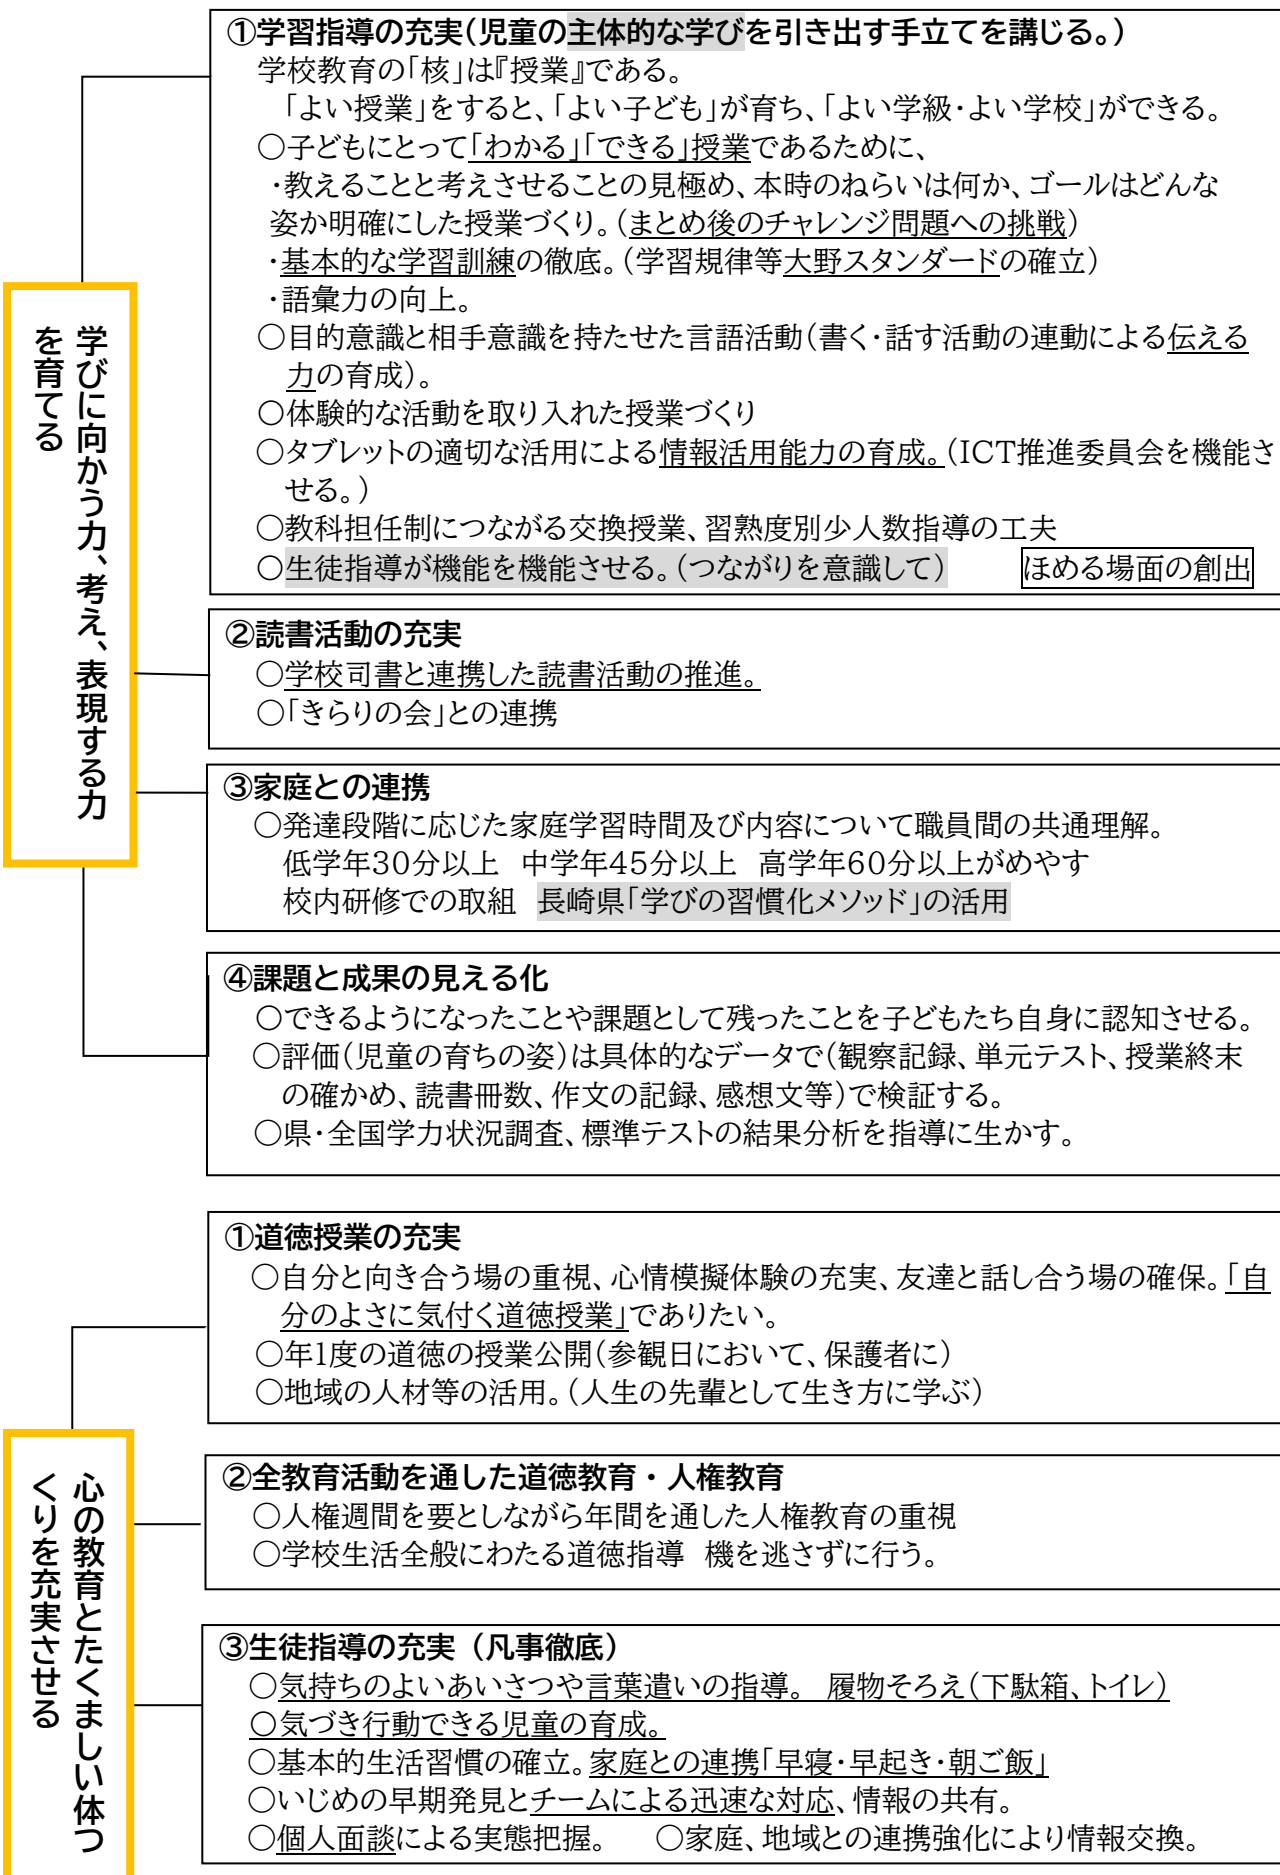 学びに向かう力、考え、表現する力
を育てる
①学習指導の充実(児童の主体的な学びを引き出す手立てを講じる。)
学校教育の「核」は『授業』である。
「よい授業」をすると、「よい子ども」が育ち、「よい学級・よい学校」ができる。
○子どもにとって「わかる」「できる」授業であるために、
・教えることと考えさせることの見極め、本時のねらいは何か、ゴールはどんな
姿か明確にした授業づくり。(まとめ後のチャレンジ問題への挑戦)
・基本的な学習訓練の徹底。(学習規律等大野スタンダードの確立)
・語彙力の向上。
○目的意識と相手意識を持たせた言語活動(書く・話す活動の連動による伝える
力の育成)。
○体験的な活動を取り入れた授業づくり
○タブレットの適切な活用による情報活用能力の育成。(ICT推進委員会を機能さ
せる。)
○教科担任制につながる交換授業、習熟度別少人数指導の工夫
○生徒指導が機能を機能させる。(つながりを意識して) ほめる場面の創出
②読書活動の充実
○学校司書と連携した読書活動の推進。
○「きらりの会」との連携
③家庭との連携
○発達段階に応じた家庭学習時間及び内容について職員間の共通理解。
低学年30分以上 中学年45分以上 高学年60分以上がめやす
校内研修での取組 長崎県「学びの習慣化メソッド」の活用
④課題と成果の見える化
○できるようになったことや課題として残ったことを子どもたち自身に認知させる。
○評価(児童の育ちの姿)は具体的なデータで(観察記録、単元テスト、授業終末
の確かめ、読書冊数、作文の記録、感想文等)で検証する。
○県・全国学力状況調査、標準テストの結果分析を指導に生かす。
心の教育とたくましい体つ
くりを充実させる
①道徳授業の充実
○自分と向き合う場の重視、心情模擬体験の充実、友達と話し合う場の確保。「自
分のよさに気付く道徳授業」でありたい。
○年1度の道徳の授業公開(参観日において、保護者に)
○地域の人材等の活用。(人生の先輩として生き方に学ぶ)
②全教育活動を通した道徳教育・人権教育
○人権週間を要としながら年間を通した人権教育の重視
○学校生活全般にわたる道徳指導 機を逃さずに行う。
③生徒指導の充実(凡事徹底)
○気持ちのよいあいさつや言葉遣いの指導。 履物そろえ(下駄箱、トイレ)
○気づき行動できる児童の育成。
○基本的生活習慣の確立。家庭との連携「早寝・早起き・朝ご飯」
○いじめの早期発見とチームによる迅速な対応、情報の共有。
○個人面談による実態把握。 ○家庭、地域との連携強化により情報交換。